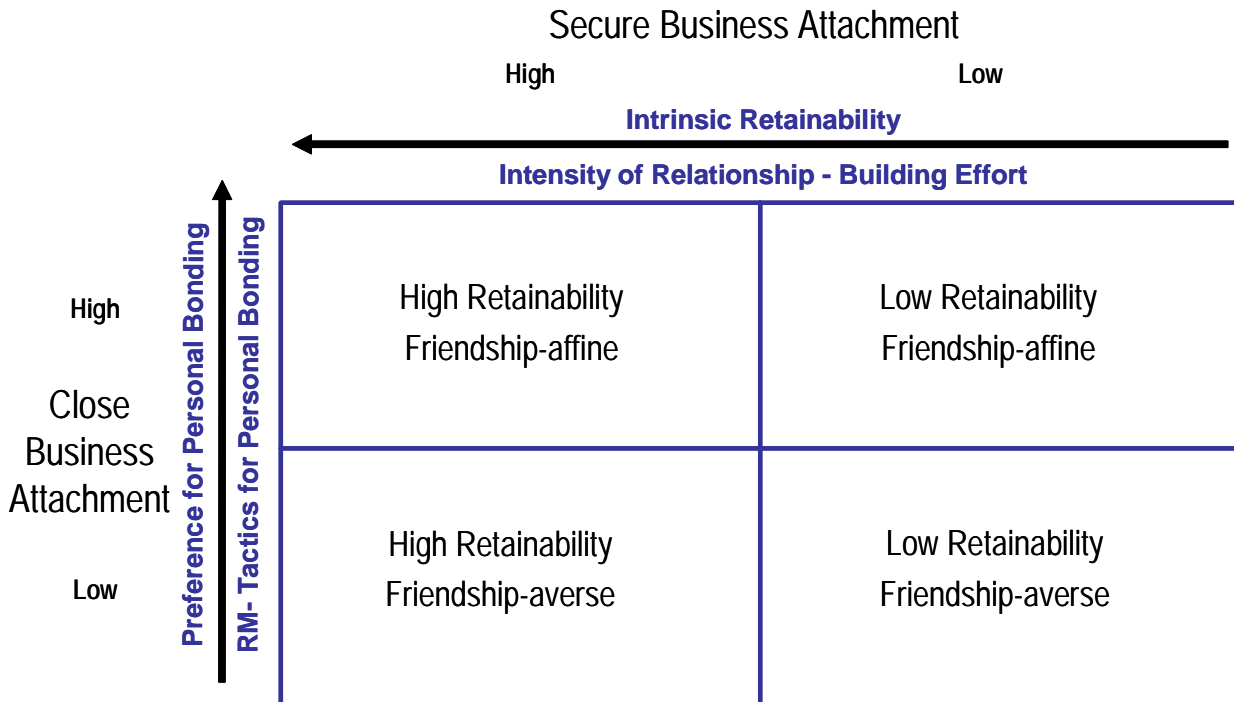 Secure Business Attachment
High
Low
Intrinsic Retainability
Intensity of Relationship - Building Effort
High
Close
Business
Attachment
Low
Preference for Personal Bonding
RM- Tactics for Personal Bonding
High Retainability
Friendship-affine
Low Retainability
Friendship-affine
High Retainability
Friendship-averse
Low Retainability
Friendship-averse